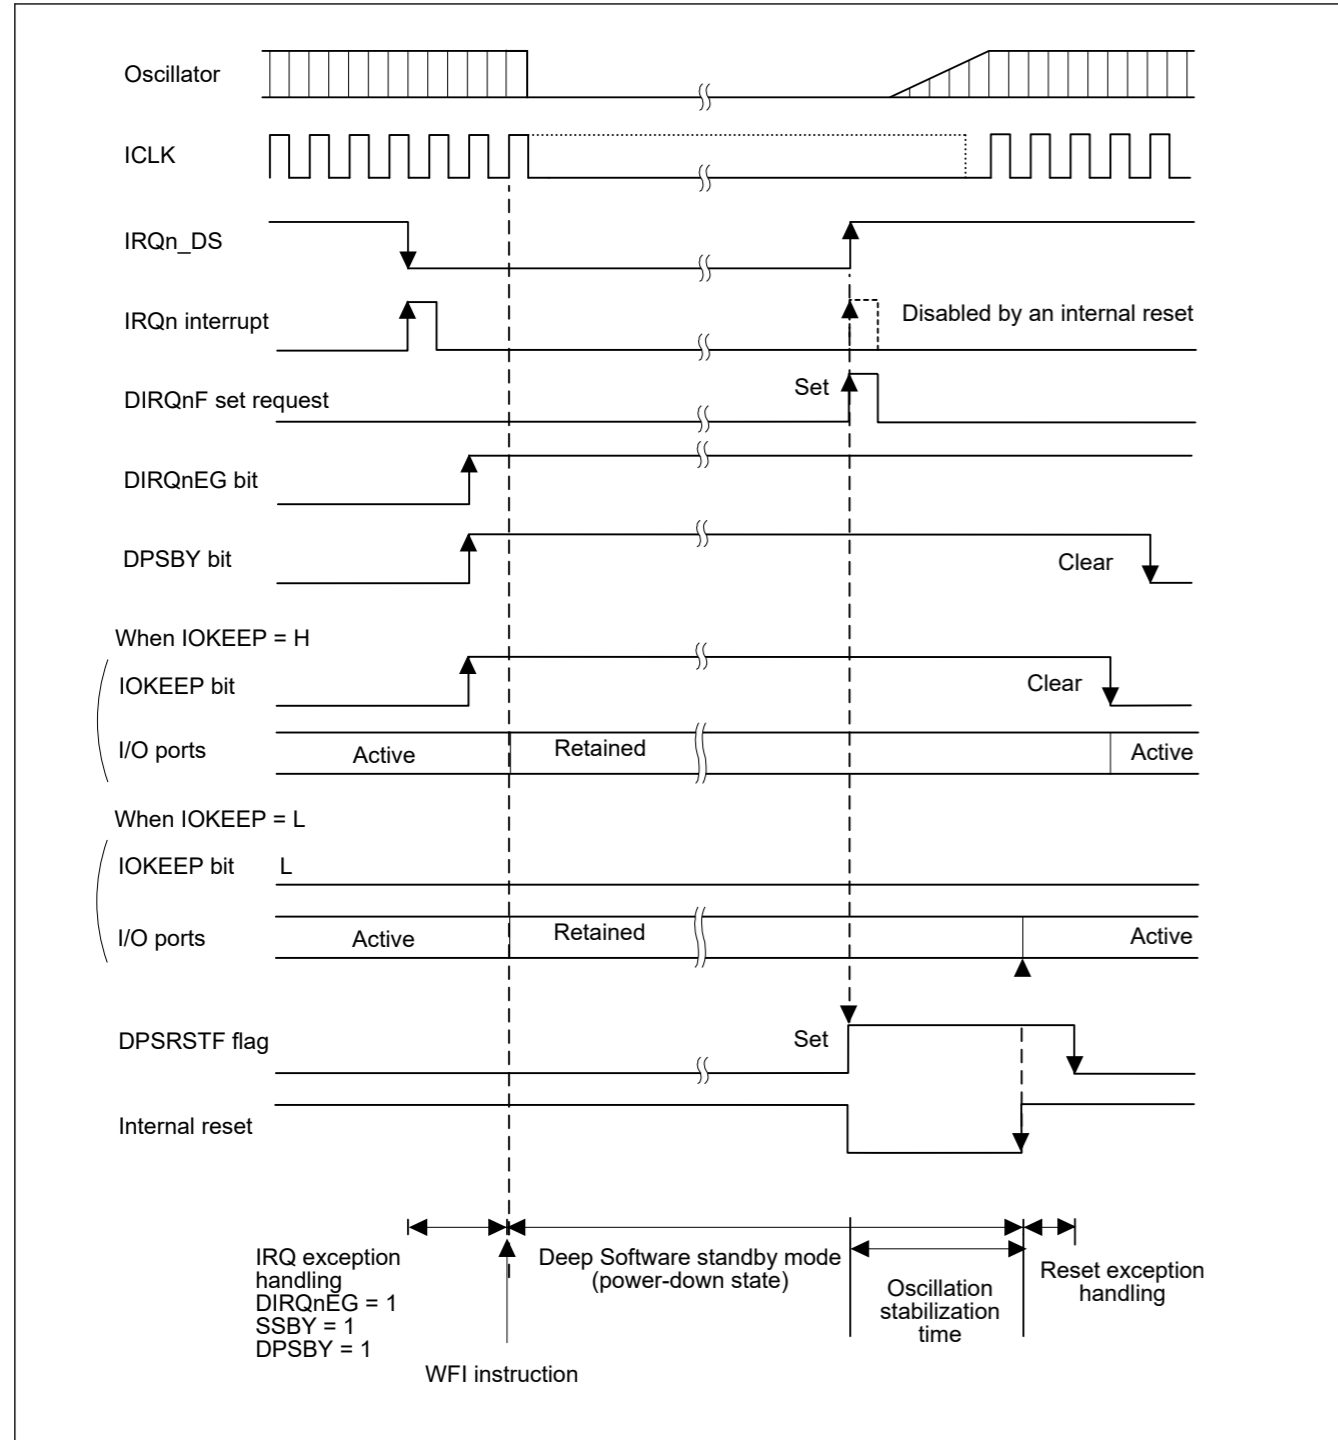 Oscillator
ICLK
IRQn_DS
IRQn interrupt
Disabled by an internal reset
DIRQnF set request
Set
DIRQnEG bit
DPSBY bit
Clear
When IOKEEP = H
IOKEEP bit
Clear
I/O ports
Active
Retained
Active
When IOKEEP = L
IOKEEP bit
L
I/O ports
Active
Retained
Active
DPSRSTF flag
Set
Internal reset
IRQ exception
handling
DIRQnEG = 1
SSBY = 1
DPSBY = 1
WFI instruction
Deep Software standby mode
(power-down state)
Oscillation
stabilization
time
Reset exception
handling